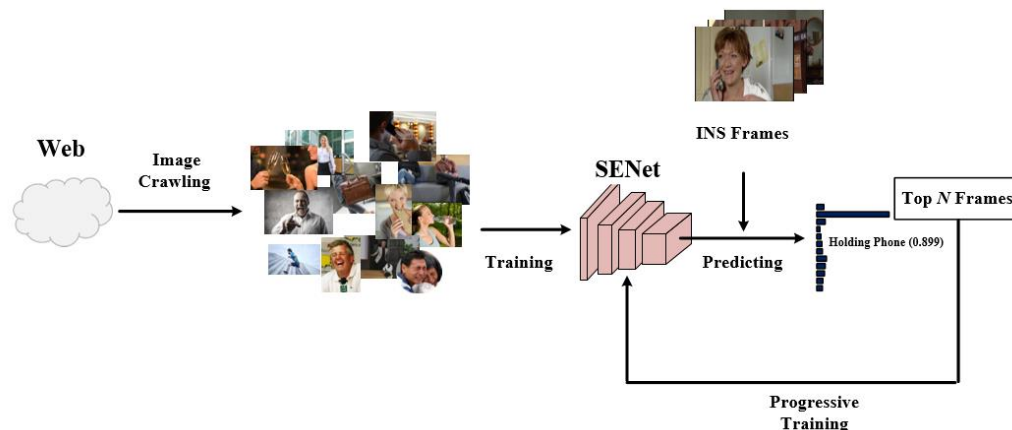 Web
Image
Crawling
Training
SENet
INS Frames
Predicting
Top N Frames
Holding Phone (0.899)
Progressive
Training